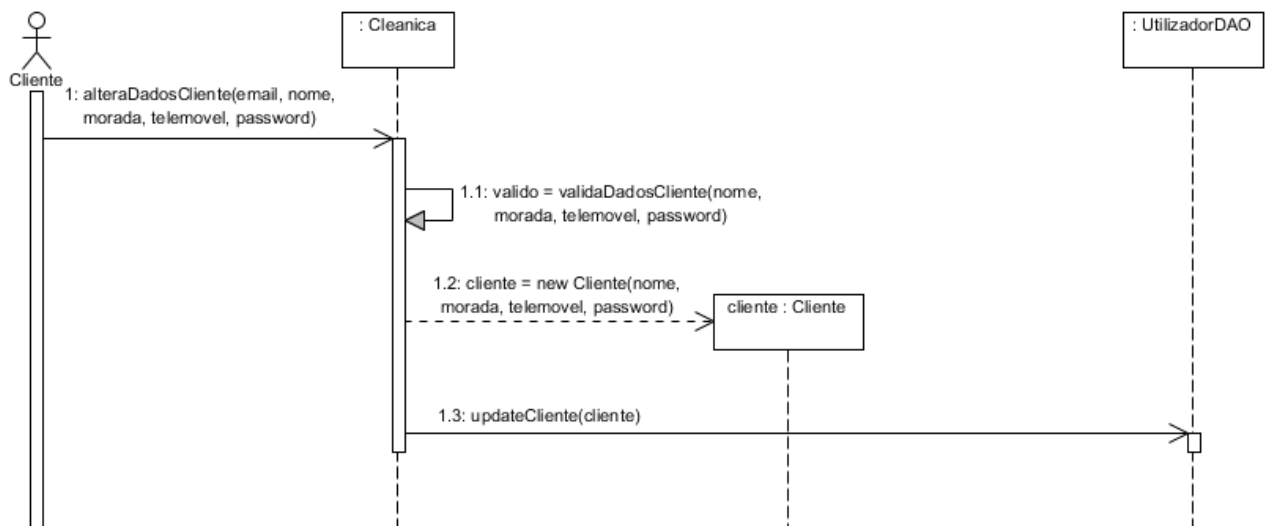 : Cleanica
: UtilizadorDAO
Cliente
1: alteraDadosCliente(email, nome,
morada, telemovel, password)
1.1: valido = validaDadosCliente(nome,
morada, telemovel, password)
1.2: cliente = new Cliente(nome,
morada, telemovel, password)
cliente : Cliente
1.3: updateCliente(cliente)